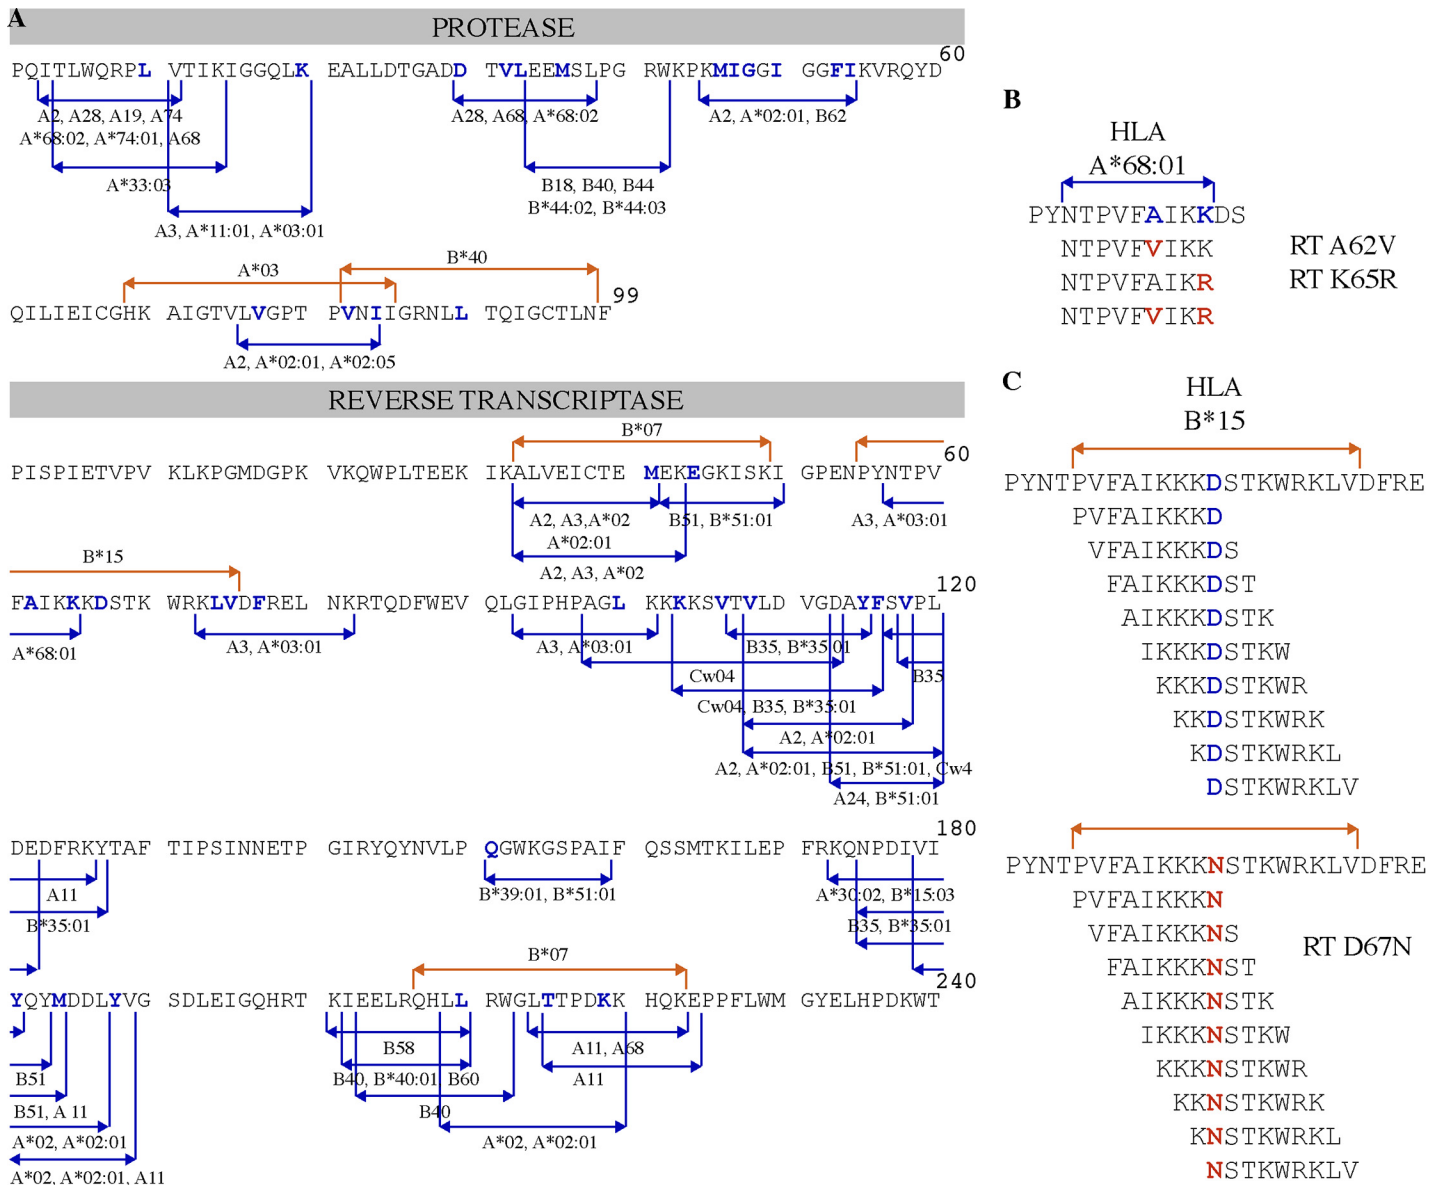 A
PROTEASE
60
PQITLWQRPL VTIKIGGQLK EALLDTGADD TVLEEMSLPG RWKPKMIGGI GGFIKVRQYD
A2, A28, A19, A74
A*68:02, A*74:01, A68
A28, A68, A*68:02
A2, A*02:01, B62
A*33:03
B18, B40, B44
B*44:02, B*44:03
A3, A*11:01, A*03:01
B*40
A*03
99
QILIEICGHK AIGTVLVGPT PVNIIGRNLL TQIGCTLNF
A2, A*02:01, A*02:05
REVERSE TRANSCRIPTASE
B*07
60
PISPIETVPV KLKPGMDGPK VKQWPLTEEK IKALVEICTE MEKEGKISKI GPENPYNTPV
A2, A3,A*02
B51, B*51:01
A3, A*03:01
A*02:01
A2, A3, A*02
B*15
120
FAIKKKDSTK WRKLVDFREL NKRTQDFWEV QLGIPHPAGL KKKKSVTVLD VGDAYFSVPL
A*68:01
A3, A*03:01
A3, A*03:01
B35, B*35:01
Cw04
B35
Cw04, B35, B*35:01
A2, A*02:01
A2, A*02:01, B51, B*51:01, Cw4
A24, B*51:01
180
DEDFRKYTAF TIPSINNETP GIRYQYNVLP QGWKGSPAIF QSSMTKILEP FRKQNPDIVI
A11
B*39:01, B*51:01
A*30:02, B*15:03
B*35:01
B35, B*35:01
B*07
240
YQYMDDLYVG SDLEIGQHRT KIEELRQHLL RWGLTTPDKK HQKEPPFLWM GYELHPDKWT
B58
A11, A68
B51
B40, B*40:01, B60
A11
B51, A 11
B40
A*02, A*02:01
A*02, A*02:01
A*02, A*02:01, A11
B
HLA
A*68:01
PYNTPVFAIKKDS
NTPVFVIKK
RT A62V
NTPVFAIKR
RT K65R
NTPVFVIKR
C
HLA
B*15
PYNTPVFAIKKKDSTKWRKLVDFRE
PVFAIKKKD
VFAIKKKDS
FAIKKKDST
AIKKKDSTK
IKKKDSTKW
KKKDSTKWR
KKDSTKWRK
KDSTKWRKL
DSTKWRKLV
PYNTPVFAIKKKNSTKWRKLVDFRE
PVFAIKKKN
VFAIKKKNS
RT D67N
FAIKKKNST
AIKKKNSTK
IKKKNSTKW
KKKNSTKWR
KKNSTKWRK
KNSTKWRKL
NSTKWRKLV